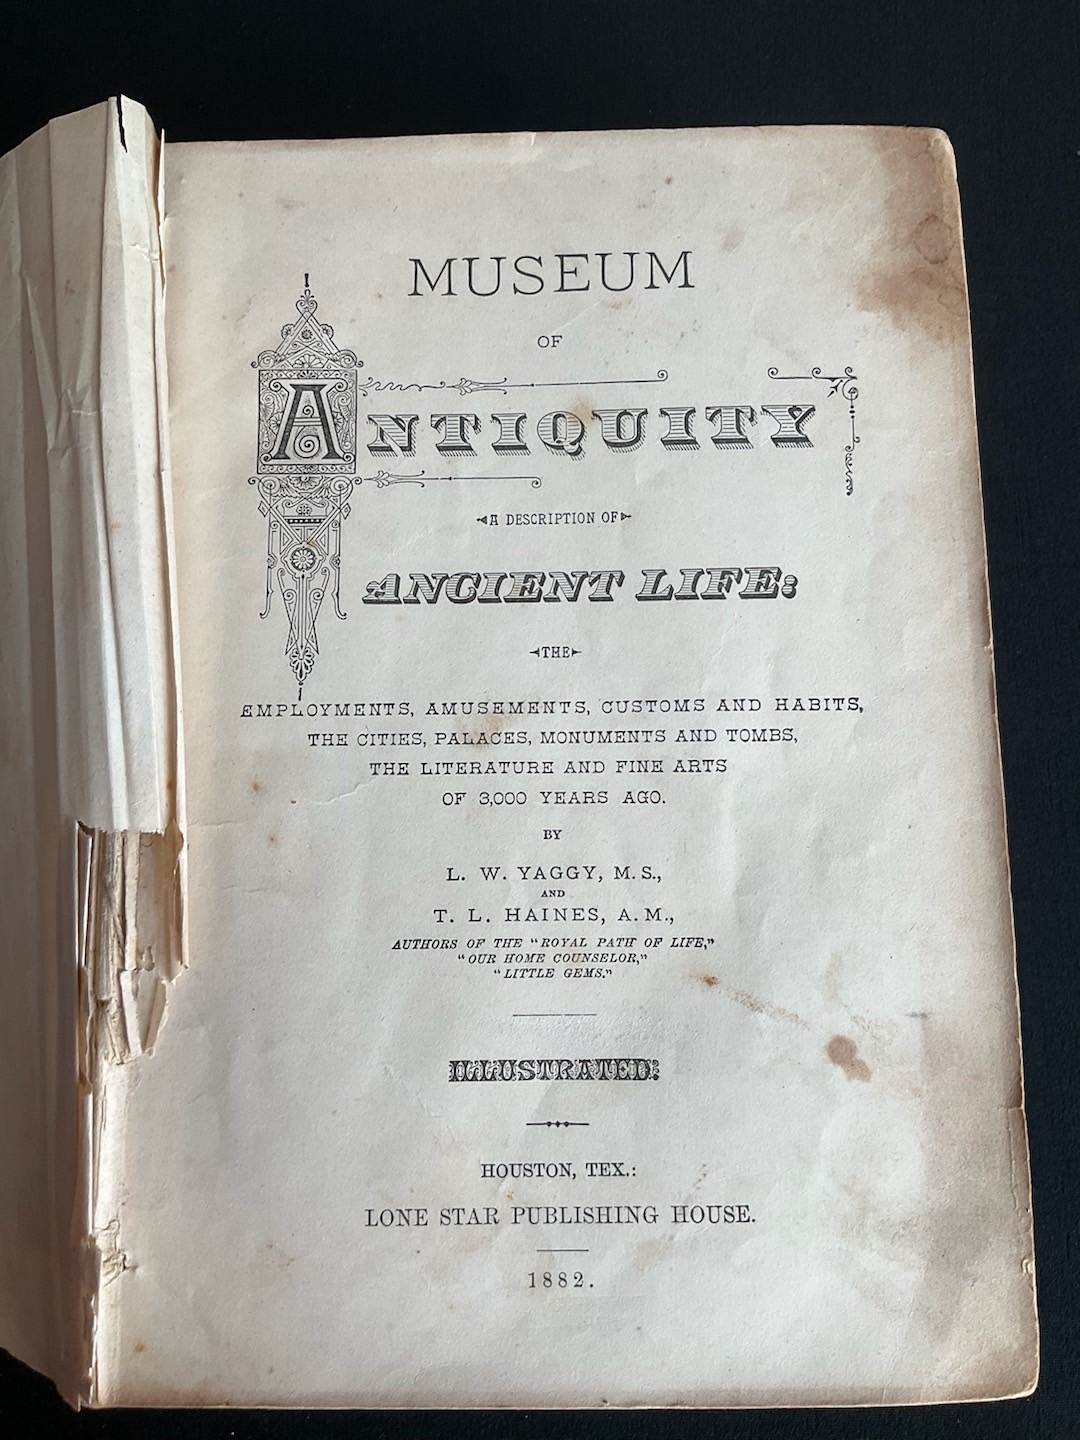 MUSEUM
OF
ANTIQUITY
A DESCRIPTION OF
ANCIENT LIFE:
THE
EMPLOYMENTS, AMUSEMENTS, CUSTOMS AND HABITS,
THE CITIES, PALACES, MONUMENTS AND TOMBS,
THE LITERATURE AND FINE ARTS
OF 3,000 YEARS AGO.
BY
L. W. YAGGY, M. S.,
AND
T. L. HAINES, A. M.,
AUTHORS OF THE "ROYAL PATH OF LIFE,"
"OUR HOME COUNSELOR,"
"LITTLE GEMS."
ILLUSTRATED.
HOUSTON, TEX.:
LONE STAR PUBLISHING HOUSE.
1882.